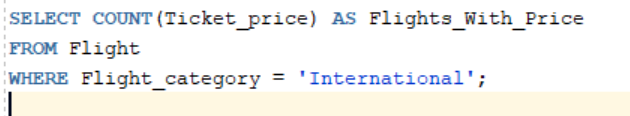 SELECT COUNT(Ticket_price) AS Flights_With_Price
FROM Flight
WHERE Flight_category = 'International';